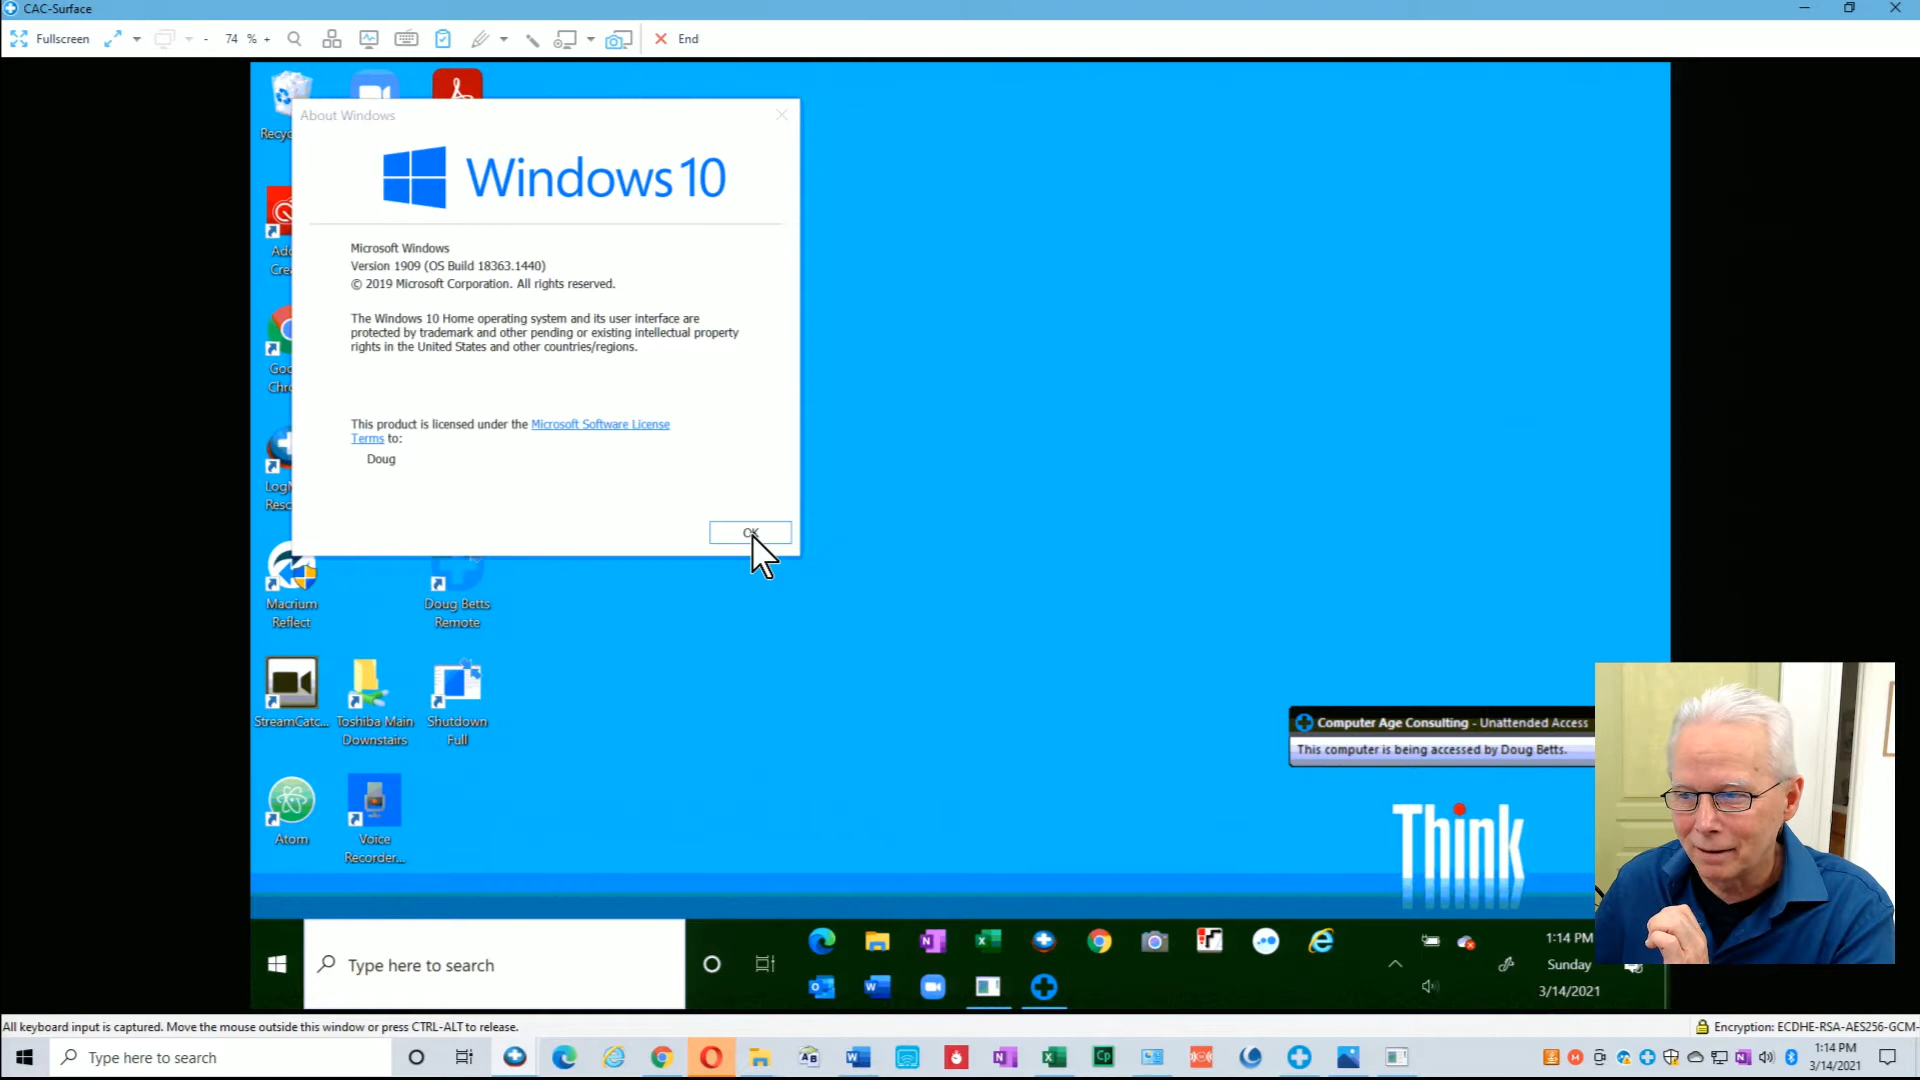 CAC-Surface
Fullscreen
- 74 % +
End
About Windows
Windows 10
Microsoft Windows
Version 1909 (OS Build 18363.1440)
© 2019 Microsoft Corporation. All rights reserved.
The Windows 10 Home operating system and its user interface are
protected by trademark and other pending or existing intellectual property
rights in the United States and other countries/regions.
This product is licensed under the Microsoft Software License
Terms to:
Doug
OK
Macrium
Reflect
Doug Betts
Remote
StreamCatc...
Toshiba Main
Downstairs
Shutdown
Full
Atom
Voice
Recorder...
Computer Age Consulting - Unattended Access
This computer is being accessed by Doug Betts.
Think
Type here to search
1:14 PM
Sunday
3/14/2021
All keyboard input is captured. Move the mouse outside this window or press CTRL-ALT to release.
Encryption: ECDHE-RSA-AES256-GCM-
Type here to search
1:14 PM
3/14/2021